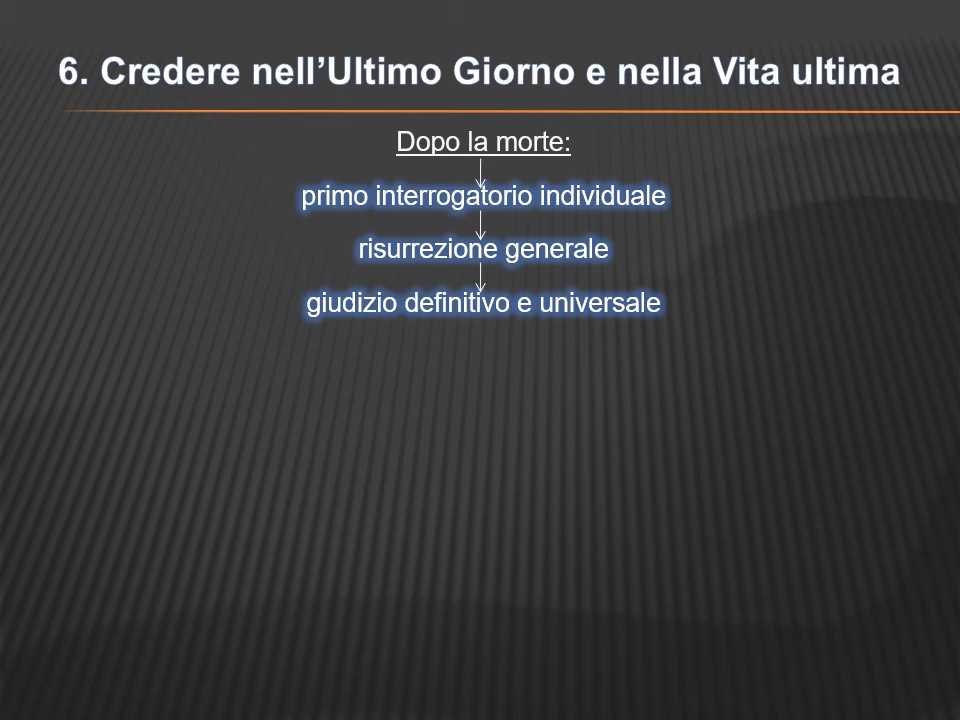 6. Credere nell’Ultimo Giorno e nella Vita ultima
Dopo la morte:
primo interrogatorio individuale
risurrezione generale
giudizio definitivo e universale